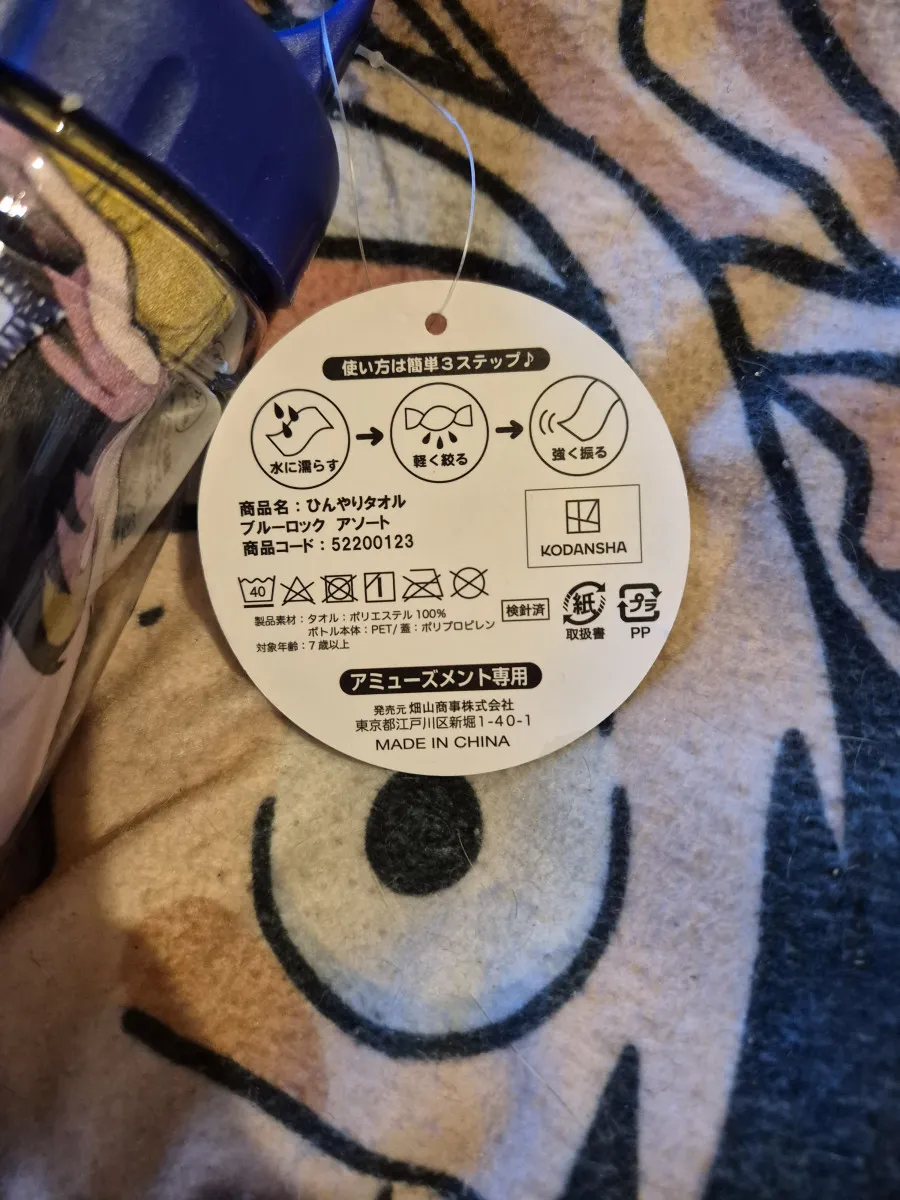 使い方は簡単3ステップ♪
水に濡らす
軽く絞る
強く振る
商品名：ひんやりタオル
ブルーロック アソート
商品コード：52200123
KODANSHA
40
製品素材：タオル：ポリエステル 100%
ボトル本体：PET/ 蓋：ポリプロピレン
対象年齢：7歳以上
検針済
紙
取扱書
プラ
PP
アミューズメント専用
発売元 畑山商事株式会社
東京都江戸川区新堀1-40-1
MADE IN CHINA